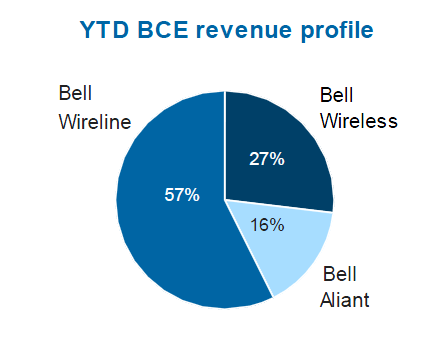 YTD BCE revenue profile
Bell
Wireline
Bell
Wireless
27%
57%
16%
Bell
Aliant